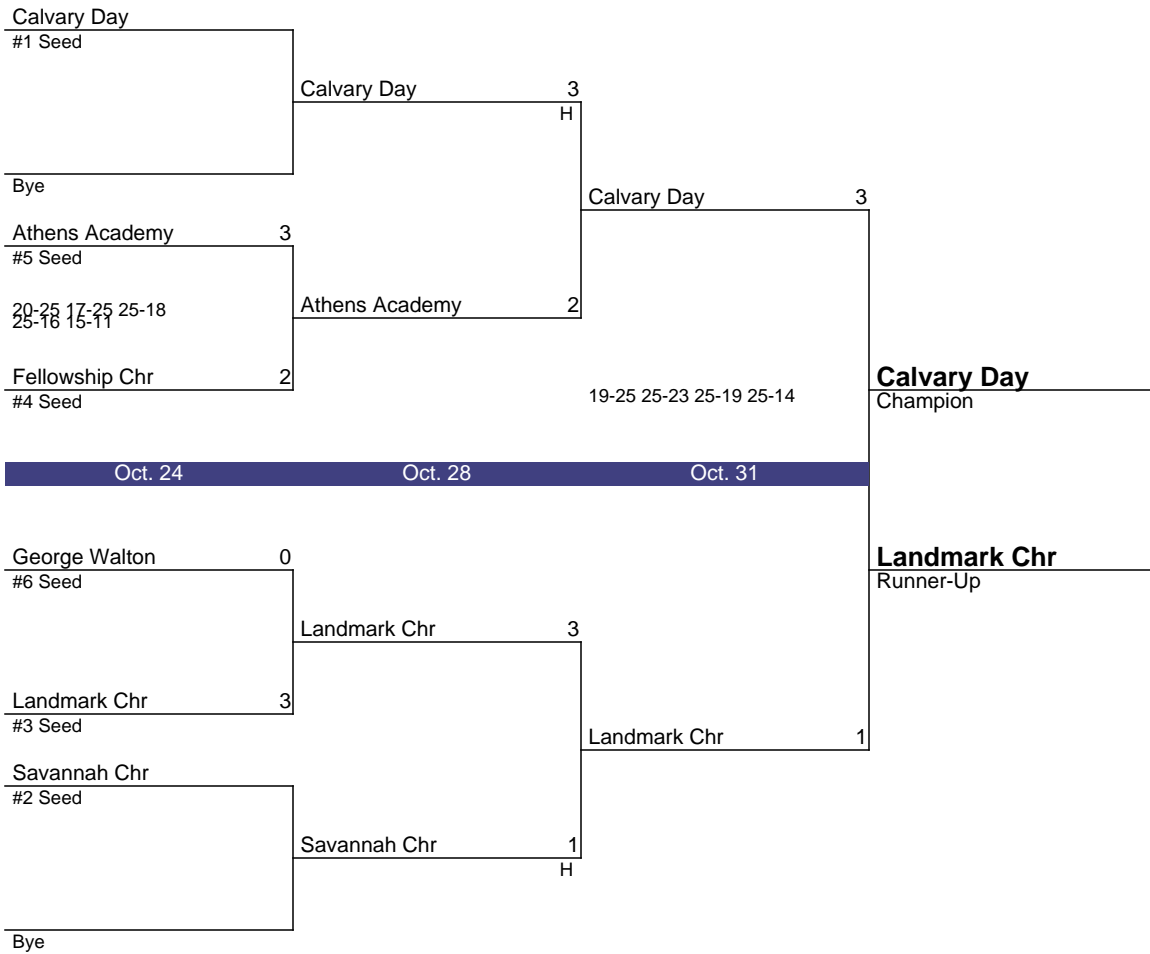 Calvary Day
#1 Seed
Calvary Day 3
H
Bye
Calvary Day 3
Athens Academy 3
#5 Seed
20-25 17-25 25-18
25-16 15-11
Athens Academy 2
Fellowship Chr 2
#4 Seed
19-25 25-23 25-19 25-14
Calvary Day
Champion
Oct. 24 Oct. 28 Oct. 31
George Walton 0
#6 Seed
Landmark Chr
Runner-Up
Landmark Chr 3
Landmark Chr 3
#3 Seed
Landmark Chr 1
Savannah Chr
#2 Seed
Savannah Chr 1
H
Bye